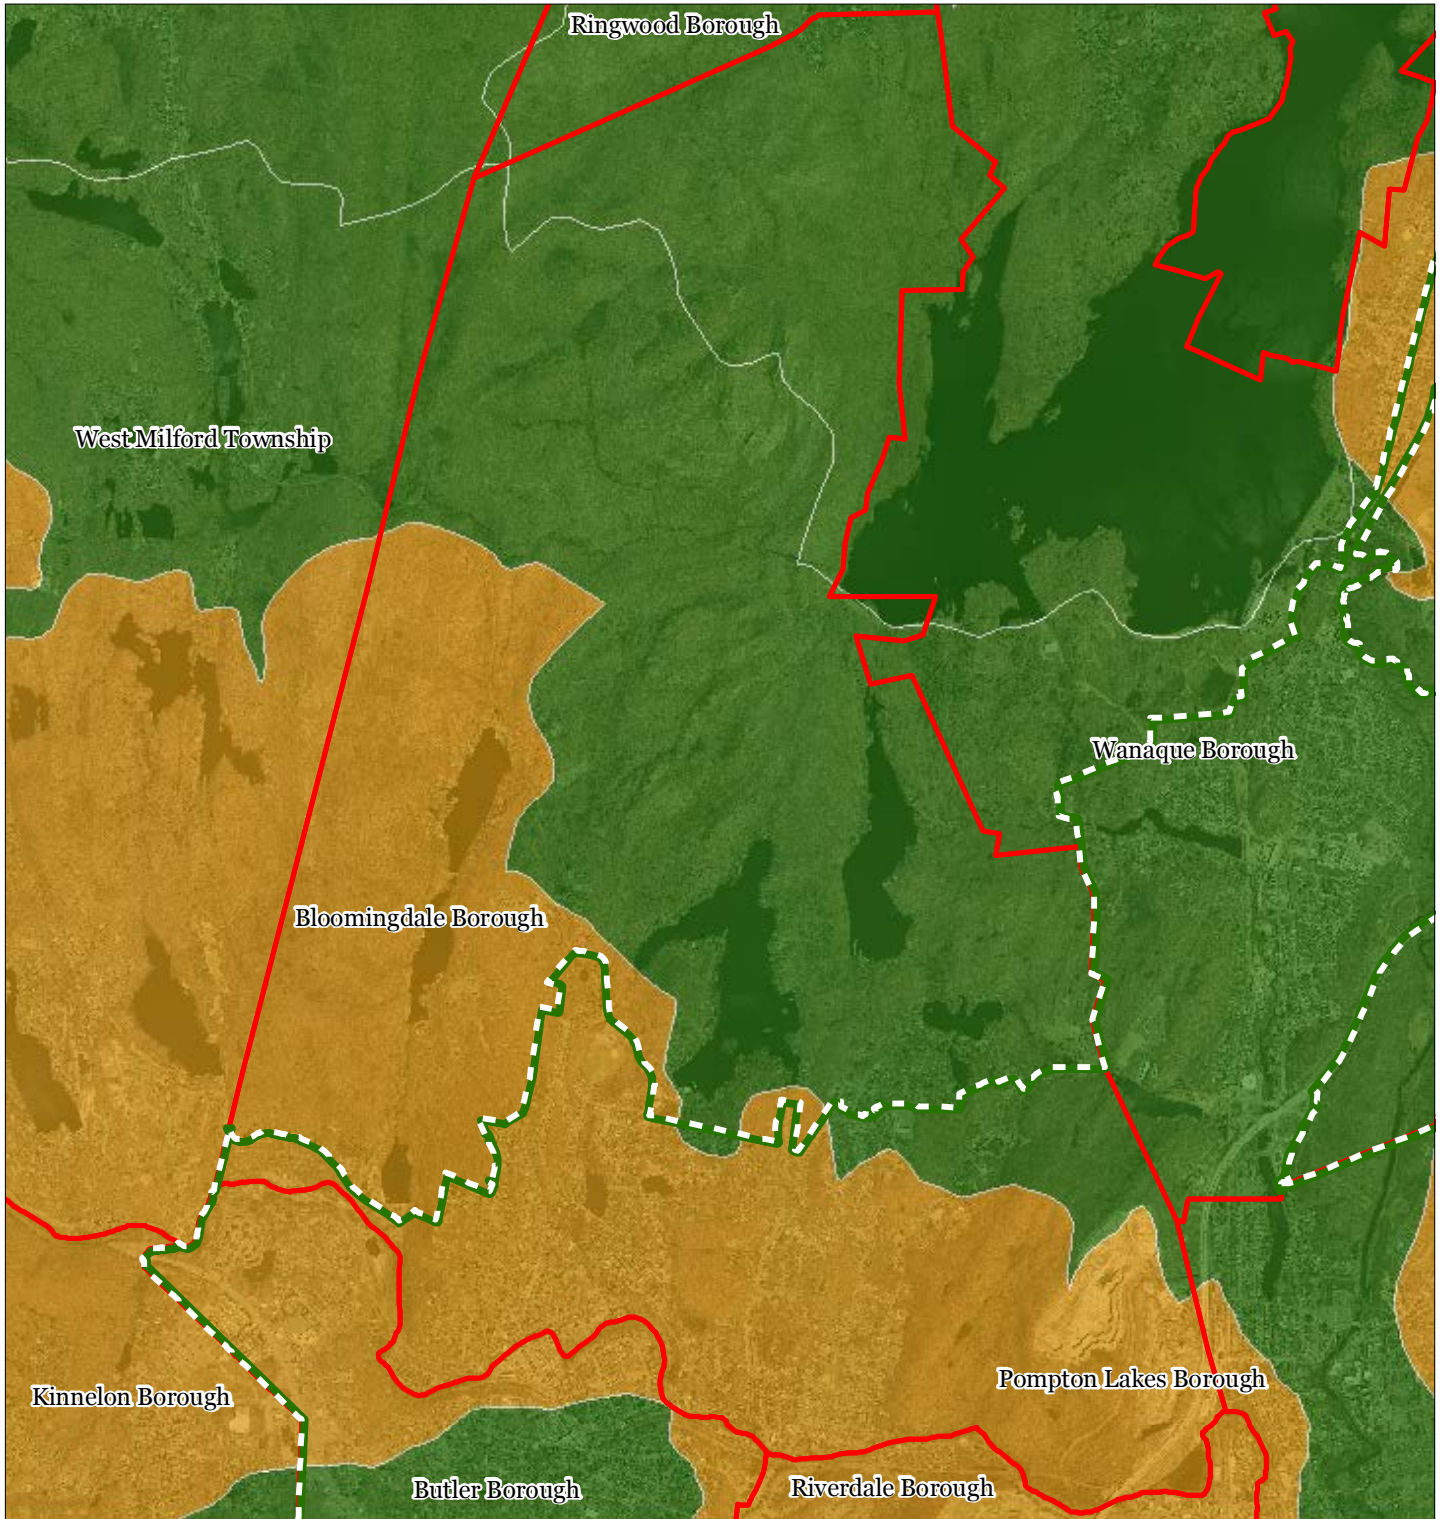 Ringwood Borough
West Milford Township
Wanaque Borough
Bloomingdale Borough
Pompton Lakes Borough
Kinnelon Borough
Butler Borough
Riverdale Borough